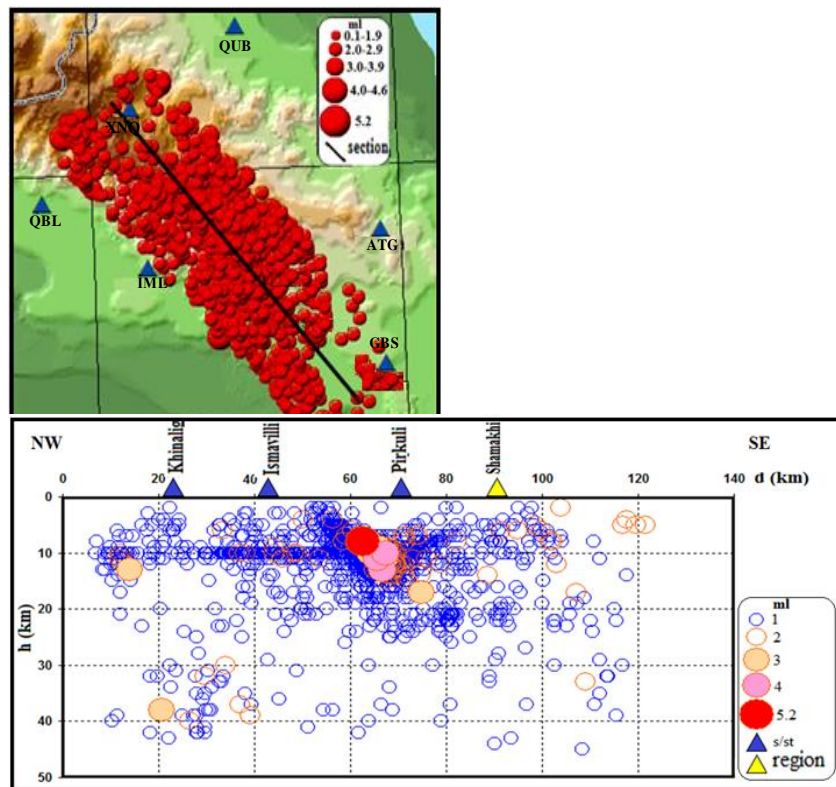 ml
0.1-1.9
2.0-2.9
3.0-3.9
4.0-4.6
5.2
section
QUB
XNQ
QBL
ATG
IML
GBS
NW
SE
Khinalig
Ismavilli
Pirkuli
Shamakhi
0 20 40 60 80 100 120 140
d (km)
0
10
20
30
40
50
h (km)
ml
1
2
3
4
5.2
s/st
region